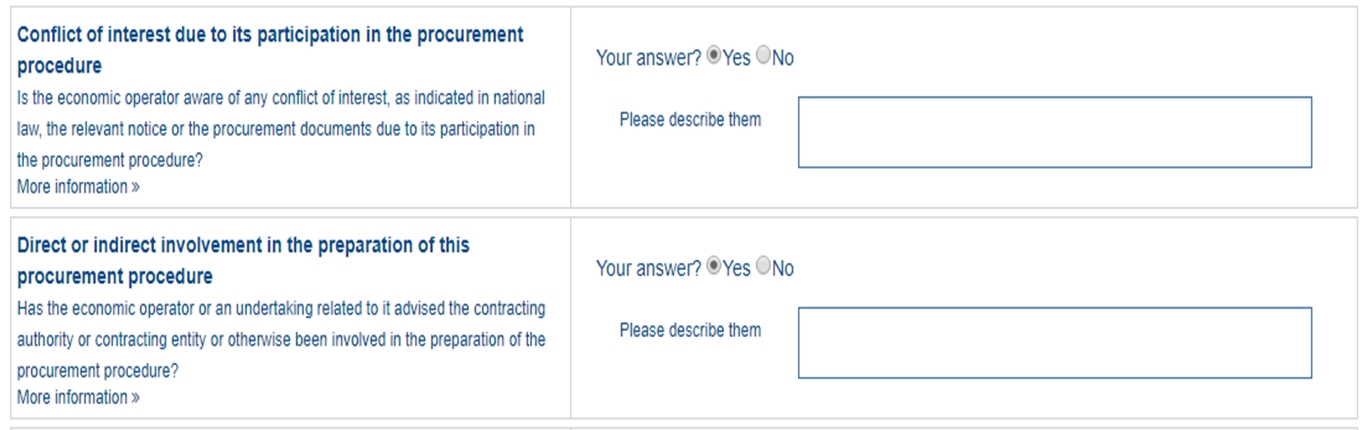 Conflict of interest due to its participation in the procurement
procedure
Is the economic operator aware of any conflict of interest, as indicated in national
law, the relevant notice or the procurement documents due to its participation in
the procurement procedure?
More information »
Your answer? Yes No
Please describe them
Direct or indirect involvement in the preparation of this
procurement procedure
Has the economic operator or an undertaking related to it advised the contracting
authority or contracting entity or otherwise been involved in the preparation of the
procurement procedure?
More information »
Your answer? Yes No
Please describe them